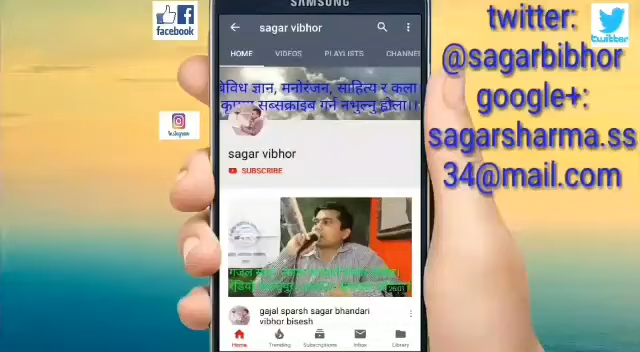 SAMSUNG
facebook
twitter:
twitter
@sagarbibhor
google+:
sagarsharma.ss
34@mail.com
Instagram
sagar vibhor
HOME VIDEOS PLAYLISTS CHANNE
बिविध ज्ञान, मनोरंजन, साहित्य र कला
सब्सक्राइब गर्न नभुल्नु होला।।
sagar vibhor
SUBSCRIBE
26:01
gajal sparsh sagar bhandari
vibhor bisesh
Home Trending Subscriptions Inbox Library